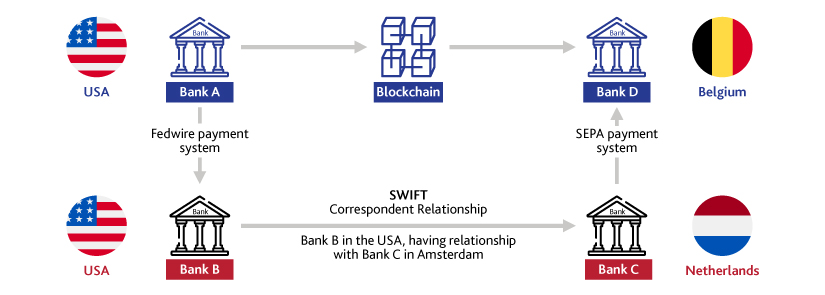 Bank
Bank
USA
Bank A
Blockchain
Bank D
Belgium
Fedwire payment
system
SEPA payment
system
SWIFT
Correspondent Relationship
Bank
Bank
Bank B in the USA, having relationship
with Bank C in Amsterdam
USA
Bank B
Bank C
Netherlands